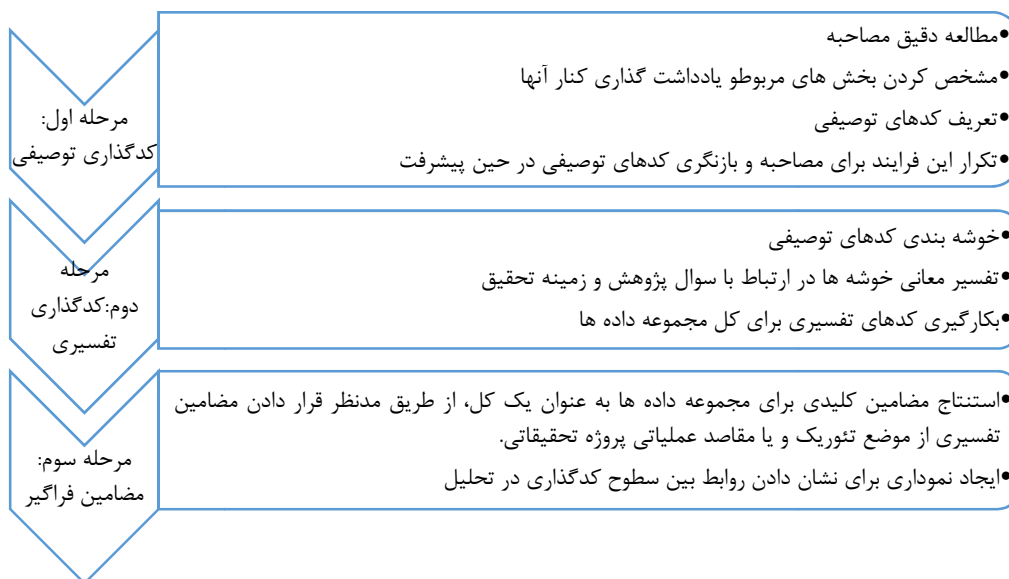 مرحله اول:
کدگذاری توصیفی
•مطالعه دقیق مصاحبه
•مشخص کردن بخش های مربوطو یادداشت گذاری کنار آنها
•تعریف کدهای توصیفی
•تکرار این فرایند برای مصاحبه و بازنگری کدهای توصیفی در حین پیشرفت
مرحله
دوم:کدگذاری
تفسیری
•خوشه بندی کدهای توصیفی
•تفسیر معانی خوشه ها در ارتباط با سوال پژوهش و زمینه تحقیق
•بکارگیری کدهای تفسیری برای کل مجموعه داده ها
مرحله سوم:
مضامین فراگیر
•استنتاج مضامین کلیدی برای مجموعه داده ها به عنوان یک کل، از طریق مدنظر قرار دادن مضامین
تفسیری از موضع تئوریک و یا مقاصد عملیاتی پروژه تحقیقاتی.
•ایجاد نموداری برای نشان دادن روابط بین سطوح کدگذاری در تحلیل